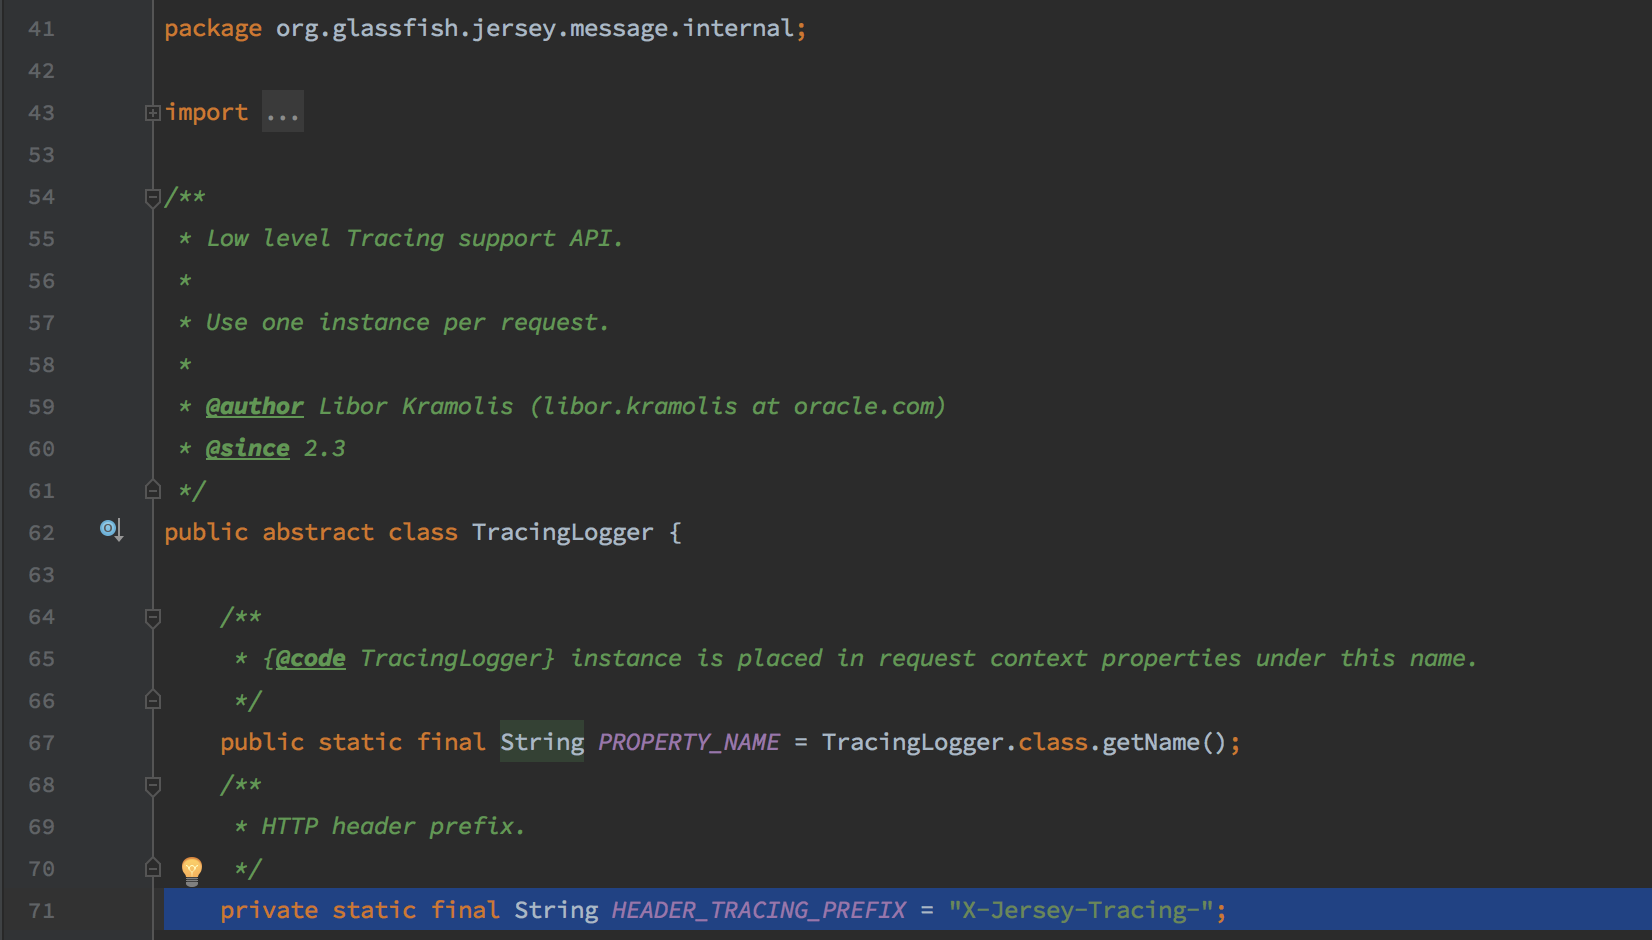 41 package org.glassfish.jersey.message.internal;
42
43 import ...
53
54 /**
55  * Low level Tracing support API.
56  *
57  * Use one instance per request.
58  *
59  * @author Libor Kramolis (libor.kramolis at oracle.com)
60  * @since 2.3
61  */
62 public abstract class TracingLogger {
63
64     /**
65      * {@code TracingLogger} instance is placed in request context properties under this name.
66      */
67     public static final String PROPERTY_NAME = TracingLogger.class.getName();
68     /**
69      * HTTP header prefix.
70      */
71     private static final String HEADER_TRACING_PREFIX = "X-Jersey-Tracing-";